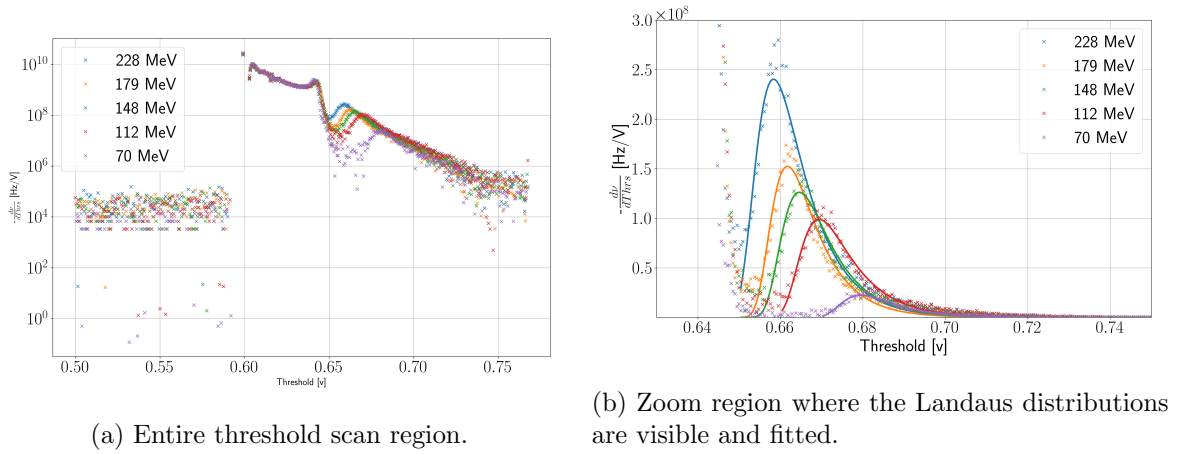 228 MeV
179 MeV
148 MeV
112 MeV
70 MeV
10^{10}
10^{8}
10^{6}
10^{4}
10^{2}
10^{0}
-\frac{d\nu}{dThrs} [Hz/V]
0.50 0.55 0.60 0.65 0.70 0.75
Threshold [v]
(a) Entire threshold scan region.
×10^{8}
3.0
2.5
2.0
1.5
1.0
0.5
-\frac{d\nu}{dThrs} [Hz/V]
228 MeV
179 MeV
148 MeV
112 MeV
70 MeV
0.64 0.66 0.68 0.70 0.72 0.74
Threshold [v]
(b) Zoom region where the Landaus distributions
are visible and fitted.